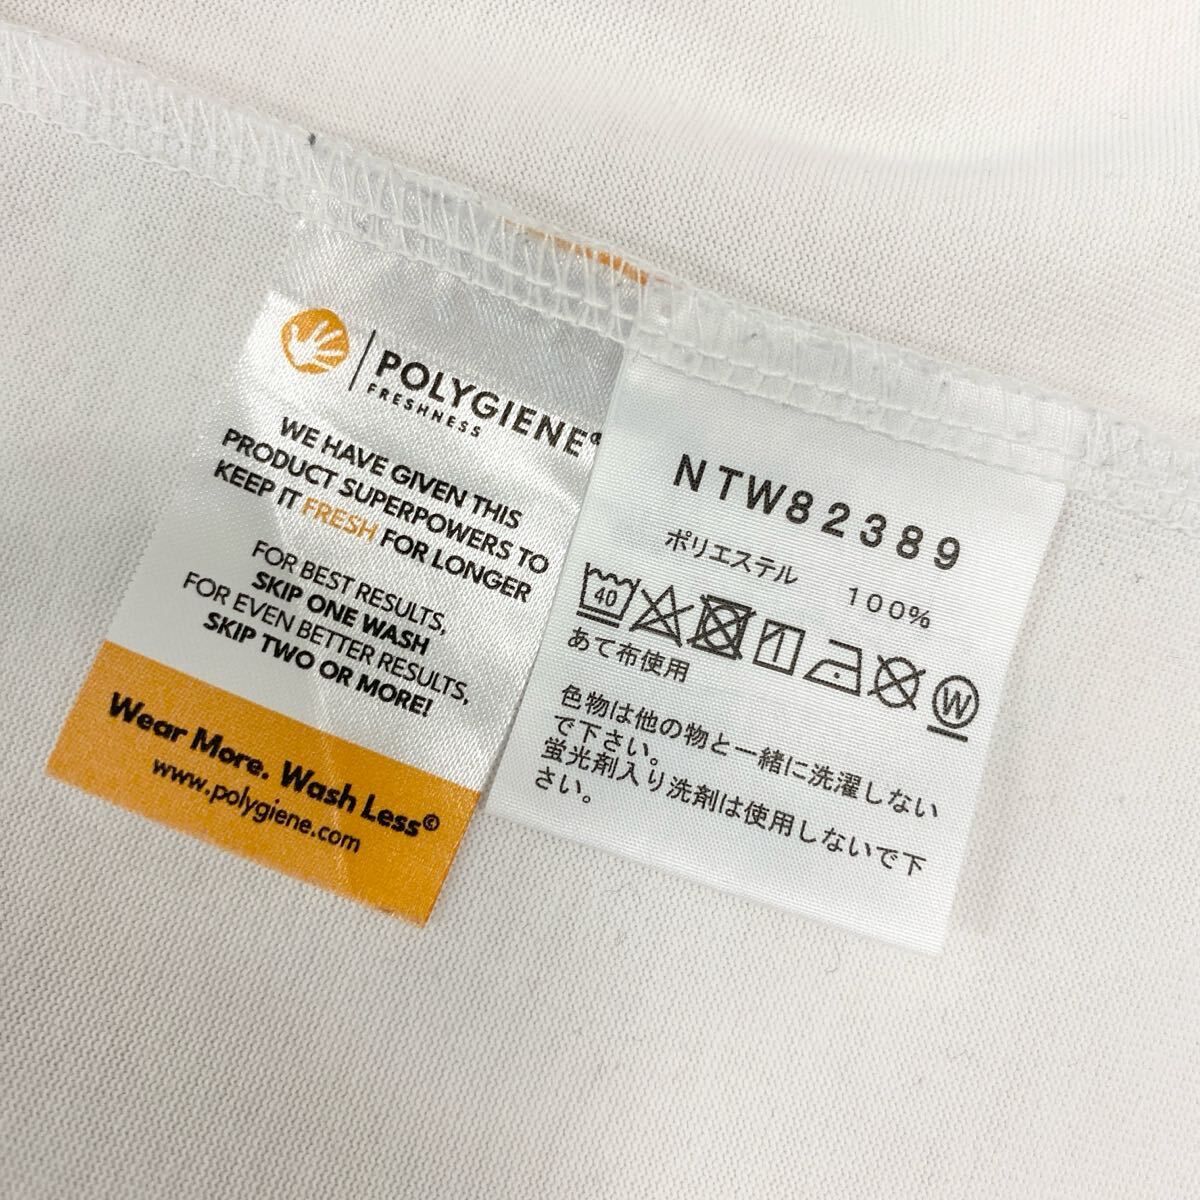 POLYGIENE®
FRESHNESS
WE HAVE GIVEN THIS
PRODUCT SUPERPOWERS TO
KEEP IT FRESH FOR LONGER
FOR BEST RESULTS,
SKIP ONE WASH
FOR EVEN BETTER RESULTS,
SKIP TWO OR MORE!
Wear More. Wash Less©
www.polygiene.com
NTW82389
ポリエステル 100%
40
W
あて布使用
色物は他の物と一緒に洗濯しない
で下さい。
蛍光剤入り洗剤は使用しないで下
さい。